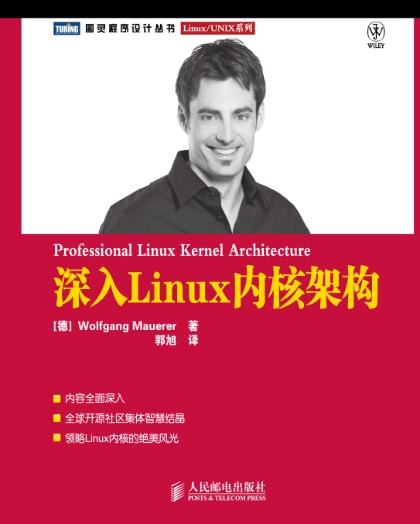 TURING 图灵程序设计丛书 Linux/UNIX系列
WILEY
Professional Linux Kernel Architecture
深入Linux内核架构
[德] Wolfgang Mauerer 著
郭旭 译
内容全面深入
全球开源社区集体智慧结晶
领略Linux内核的绝美风光
人民邮电出版社
POSTS & TELECOM PRESS